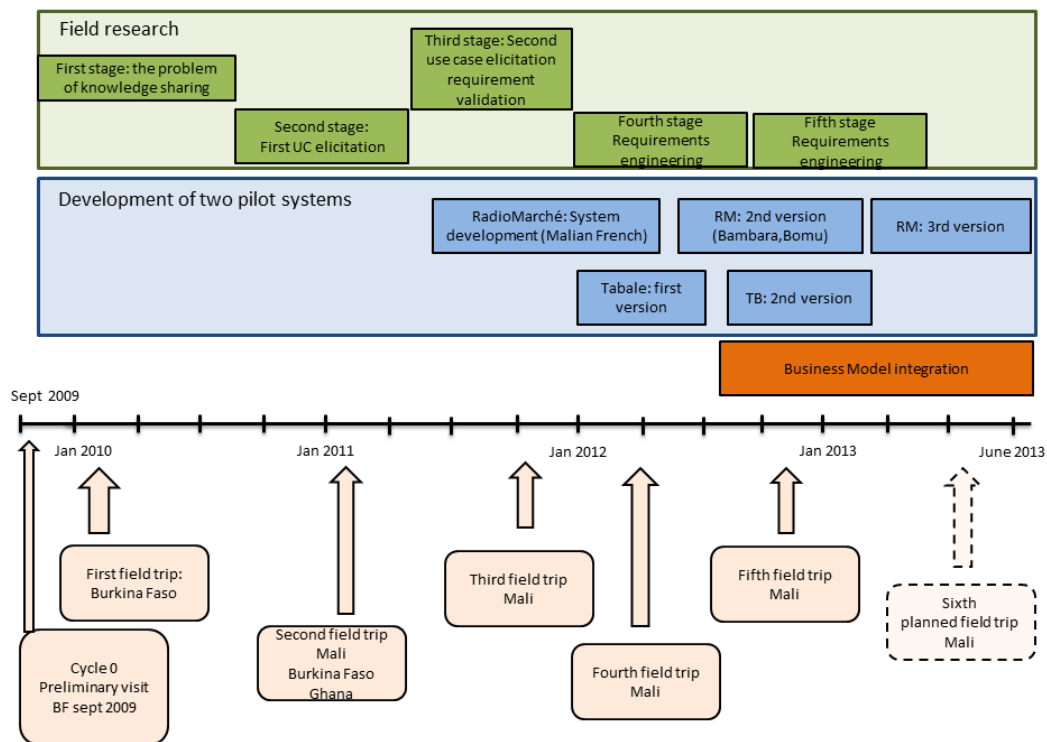 Field research
First stage: the problem
of knowledge sharing
Second stage:
First UC elicitation
Third stage: Second
use case elicitation
requirement
validation
Fourth stage
Requirements
engineering
Fifth stage
Requirements
engineering
Development of two pilot systems
RadioMarché: System
development (Malian French)
RM: 2nd version
(Bambara,Bomu)
RM: 3rd version
Tabale: first
version
TB: 2nd version
Business Model integration
Sept 2009
Jan 2010
Jan 2011
Jan 2012
Jan 2013
June 2013
First field trip:
Burkina Faso
Cycle 0
Preliminary visit
BF sept 2009
Second field trip
Mali
Burkina Faso
Ghana
Third field trip
Mali
Fourth field trip
Mali
Fifth field trip
Mali
Sixth
planned field trip
Mali